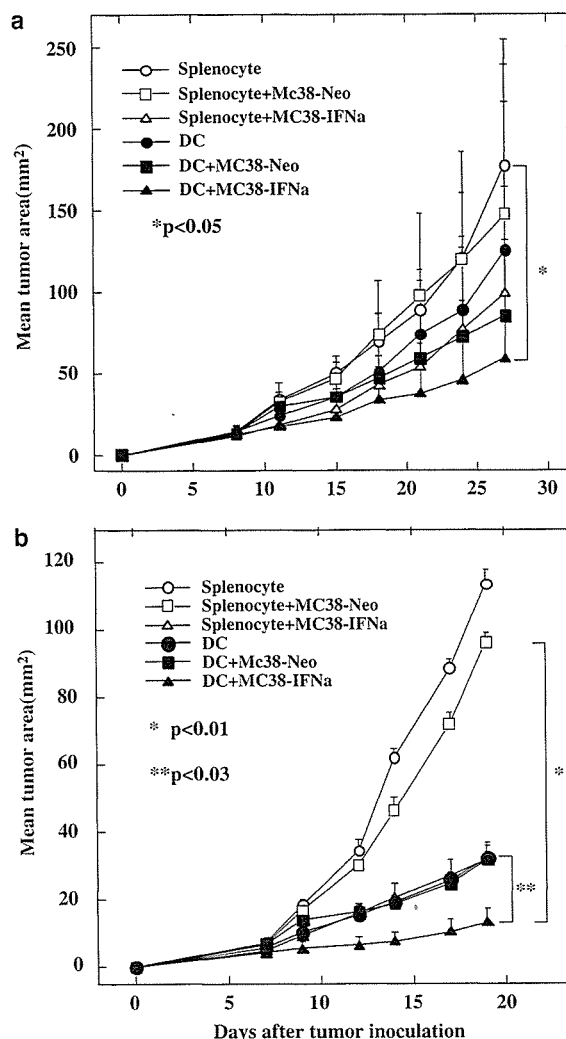 a
Mean tumor area(mm²)
250
200
150
100
50
0
Splenocyte
Splenocyte+Mc38-Neo
Splenocyte+MC38-IFNa
DC
DC+MC38-Neo
DC+MC38-IFNa
*p<0.05
*
0 5 10 15 20 25 30
b
Mean tumor area(mm²)
120
100
80
60
40
20
0
Splenocyte
Splenocyte+MC38-Neo
Splenocyte+MC38-IFNa
DC
DC+Mc38-Neo
DC+MC38-IFNa
* p<0.01
**p<0.03
*
**
0 5 10 15 20
Days after tumor inoculation